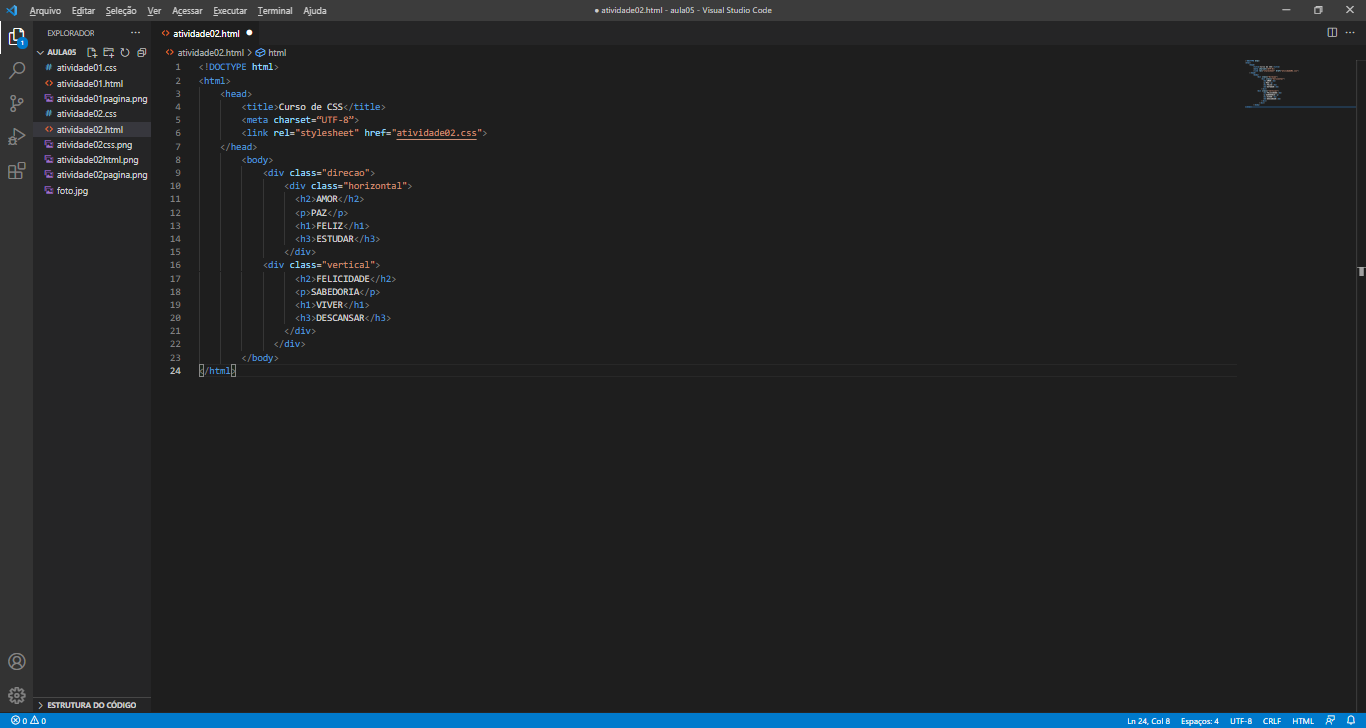 Arquivo Editar Seleção Ver Acessar Executar Terminal Ajuda
● atividade02.html - aula05 - Visual Studio Code
EXPLORADOR
AULA05
atividade01.css
atividade01.html
atividade01pagina.png
atividade02.css
atividade02.html
atividade02css.png
atividade02html.png
atividade02pagina.png
foto.jpg
ESTRUTURA DO CÓDIGO
1
atividade02.html ●
atividade02.html > html
1 <!DOCTYPE html>
2 <html>
3 <head>
4 <title>Curso de CSS</title>
5 <meta charset=“UTF-8”>
6 <link rel="stylesheet" href="atividade02.css">
7 </head>
8 <body>
9 <div class="direcao">
10 <div class="horizontal">
11 <h2>AMOR</h2>
12 <p>PAZ</p>
13 <h1>FELIZ</h1>
14 <h3>ESTUDAR</h3>
15 </div>
16 <div class="vertical">
17 <h2>FELICIDADE</h2>
18 <p>SABEDORIA</p>
19 <h1>VIVER</h1>
20 <h3>DESCANSAR</h3>
21 </div>
22 </div>
23 </body>
24 </html>
0 0
Ln 24, Col 8 Espaços: 4 UTF-8 CRLF HTML